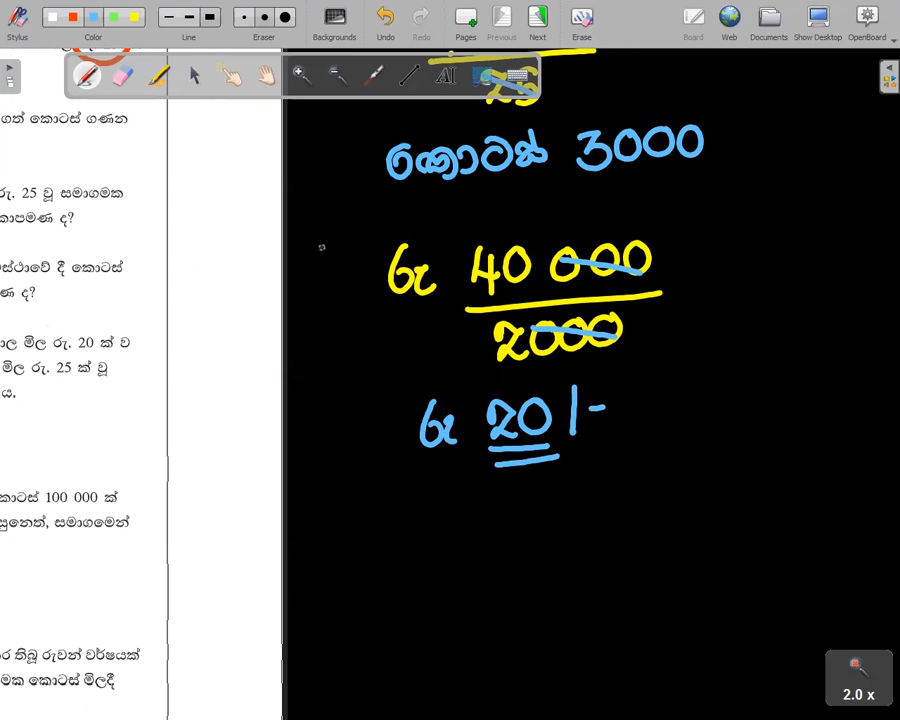 Stylus
Color
Line
Eraser
Backgrounds
Undo
Redo
Pages
Previous
Next
Erase
Board
Web
Documents
Show Desktop
OpenBoard
ගත් කොටස් ගණන
රු. 25 වූ සමාගමක
කොපමණ ද?
ස්ථාවේ දී කොටස්
ණ ද?
ල මිල රු. 20 ක් ව
මිල රු. 25 ක් වූ
ය.
කොටස් 100 000 ක්
සුනෙත්, සමාගමෙන්
ර තිබූ රුවන් වර්ෂයක්
මක කොටස් මිලදී
25
කොටස් 3000
රු 40 000
2000
රු 20/-
2.0 x